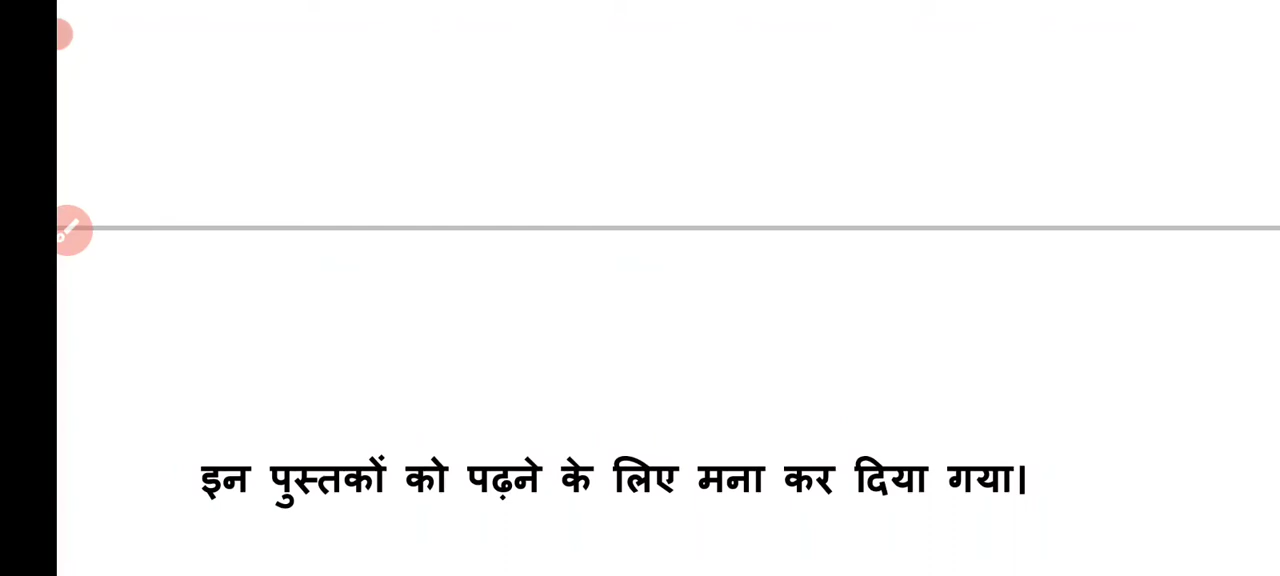 इन पुस्तकों को पढ़ने के लिए मना कर दिया गया।